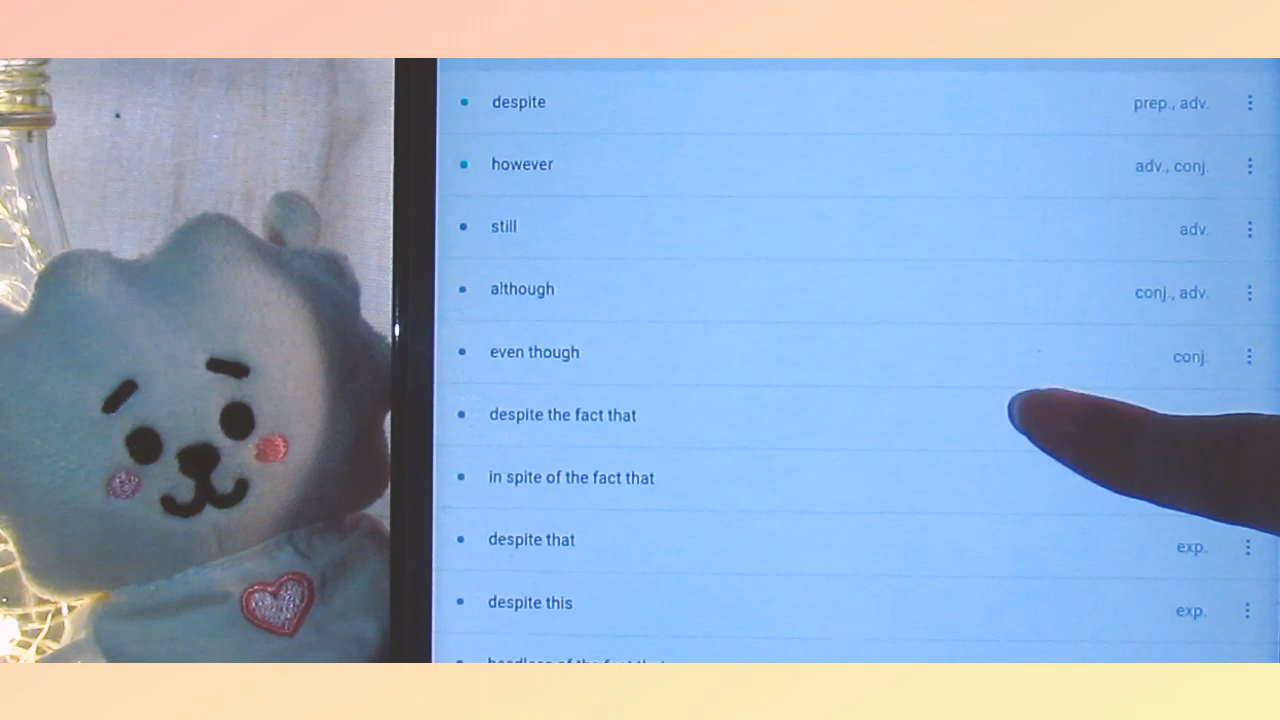 despite prep., adv.
however adv., conj.
still adv.
although conj., adv.
even though conj.
despite the fact that
in spite of the fact that
despite that exp.
despite this exp.